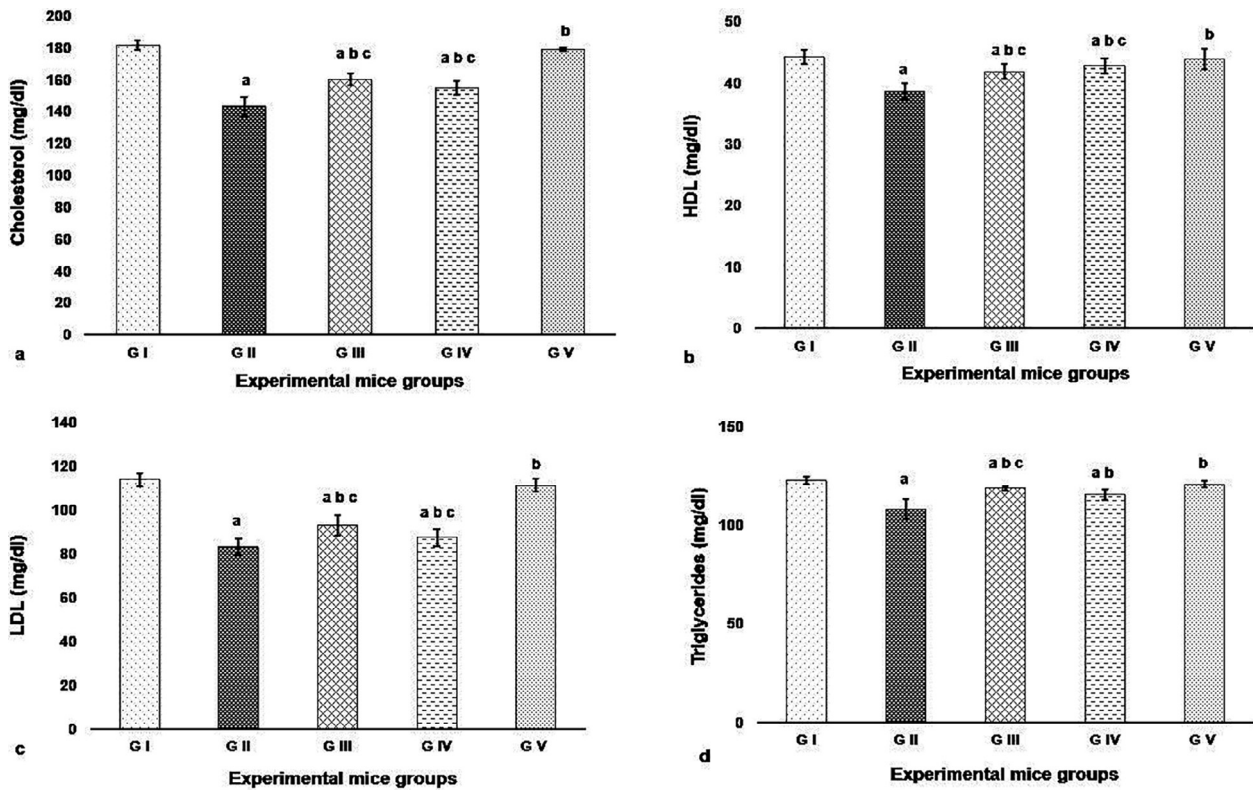 200
180
160
140
120
100
80
60
40
20
0
Cholesterol (mg/dl)
a
a b c
a b c
b
G I G II G III G IV G V
Experimental mice groups
a
50
40
30
20
10
0
HDL (mg/dl)
a
a b c
a b c
b
G I G II G III G IV G V
Experimental mice groups
b
140
120
100
80
60
40
20
0
LDL (mg/dl)
a
a b c
a b c
b
G I G II G III G IV G V
Experimental mice groups
c
150
100
50
0
Triglycerides (mg/dl)
a
a b c
a b
b
G I G II G III G IV G V
Experimental mice groups
d